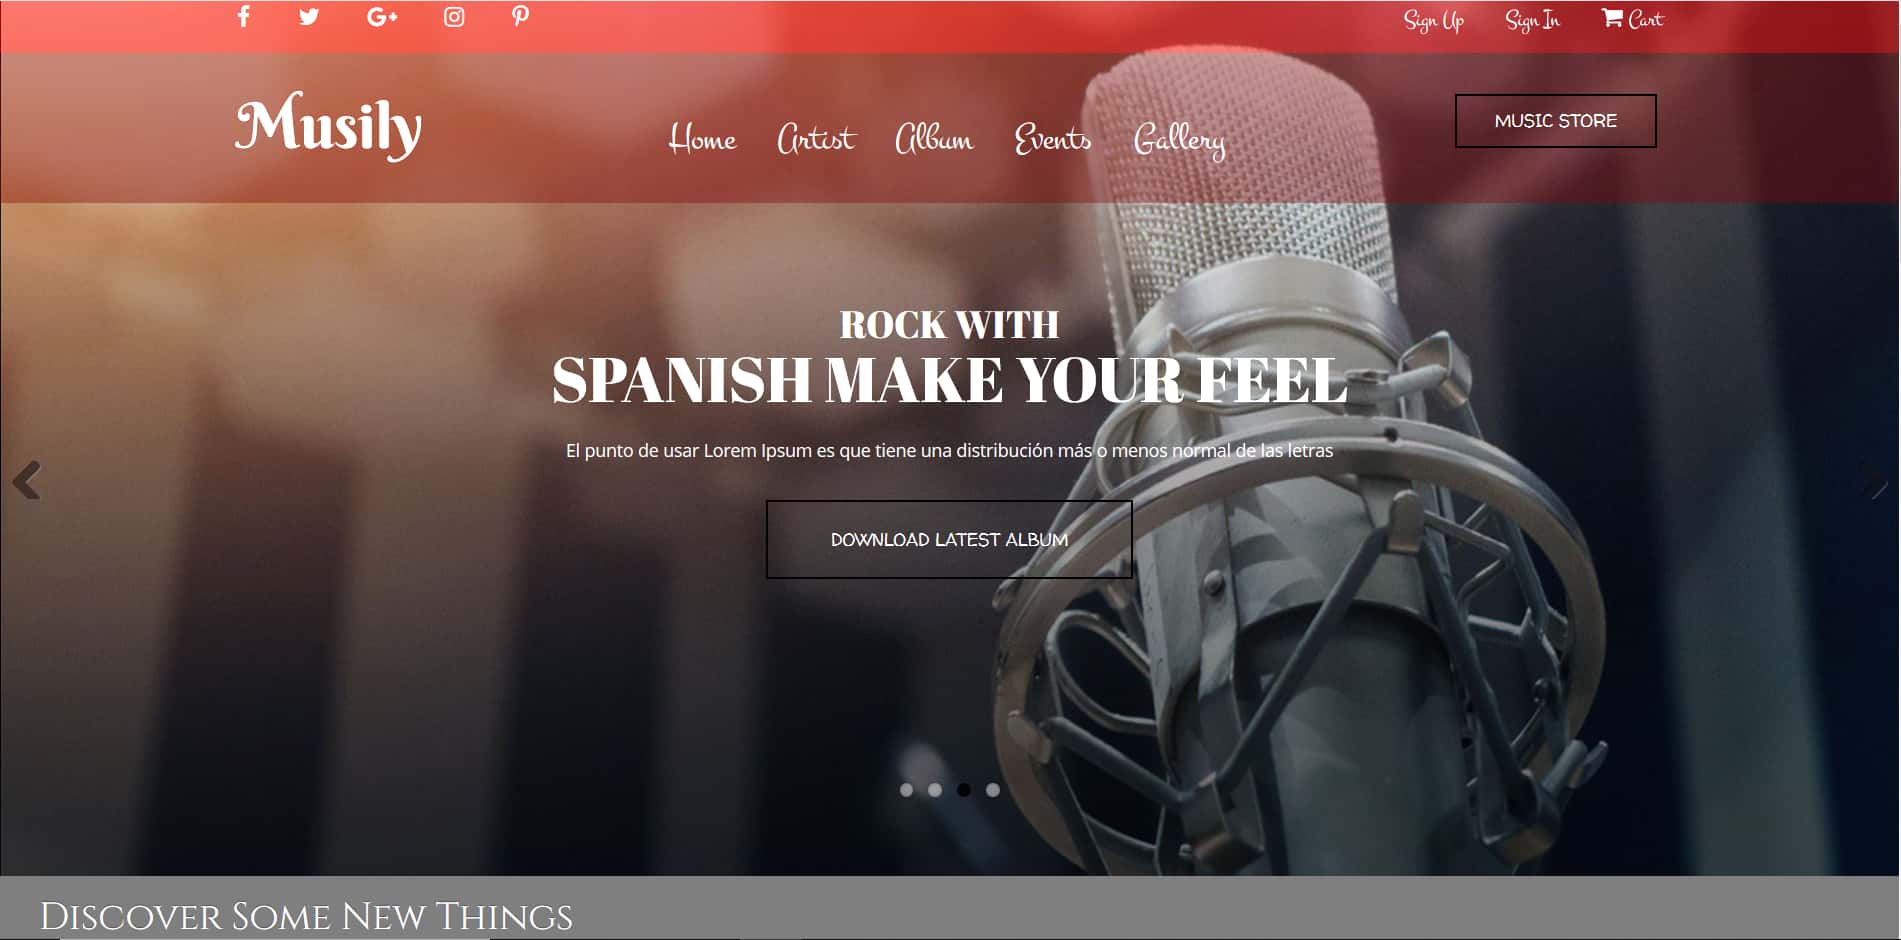 Sign Up Sign In Cart
Musily
Home Artist Album Events Gallery
MUSIC STORE
ROCK WITH
SPANISH MAKE YOUR FEEL
El punto de usar Lorem Ipsum es que tiene una distribución más o menos normal de las letras
DOWNLOAD LATEST ALBUM
Discover Some New Things